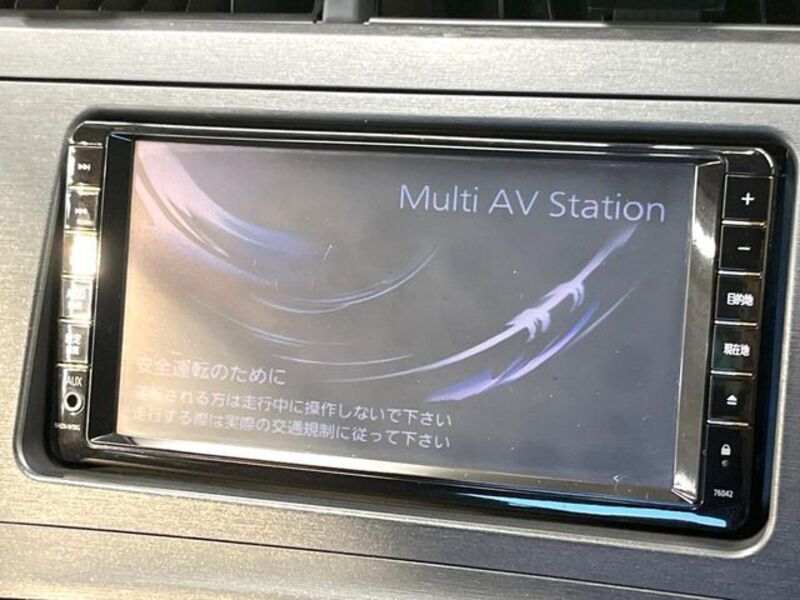 Multi AV Station
安全運転のために
運転される方は走行中に操作しないで下さい
走行する際は実際の交通規制に従って下さい
AUX
目的地
現在地
76042